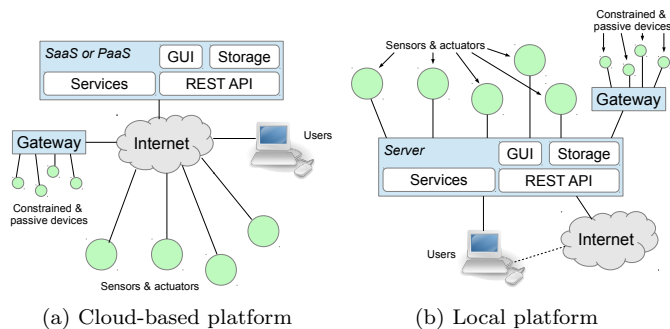 SaaS or PaaS
GUI
Storage
Services
REST API
Gateway
Internet
Users
Constrained &
passive devices
Sensors & actuators
(a) Cloud-based platform
Constrained &
passive devices
Sensors & actuators
Gateway
Server
GUI
Storage
Services
REST API
Users
Internet
(b) Local platform